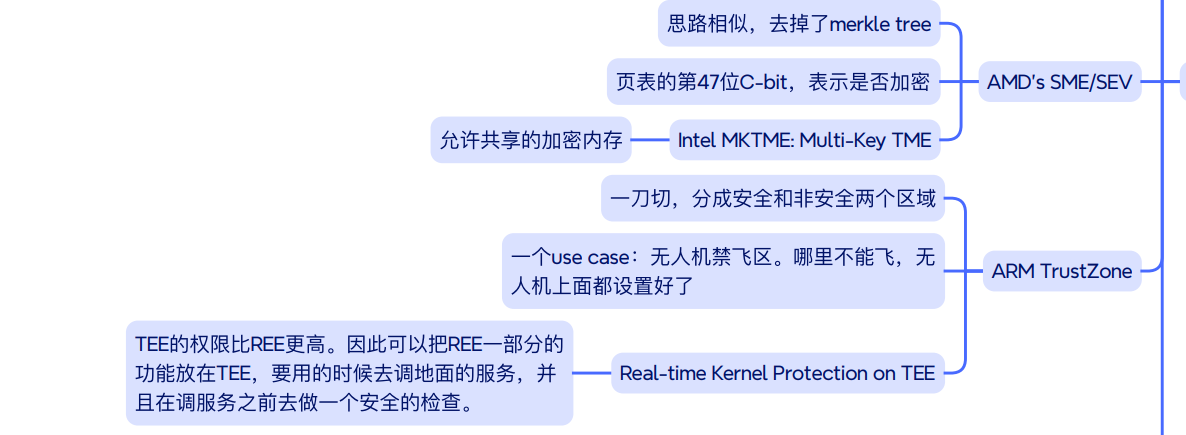 思路相似，去掉了merkle tree
页表的第47位C-bit，表示是否加密
AMD's SME/SEV
允许共享的加密内存
Intel MKTME: Multi-Key TME
一刀切，分成安全和非安全两个区域
一个use case：无人机禁飞区。哪里不能飞，无
人机上面都设置好了
ARM TrustZone
TEE的权限比REE更高。因此可以把REE一部分的
功能放在TEE，要用的时候去调地面的服务，并
且在调服务之前去做一个安全的检查。
Real-time Kernel Protection on TEE